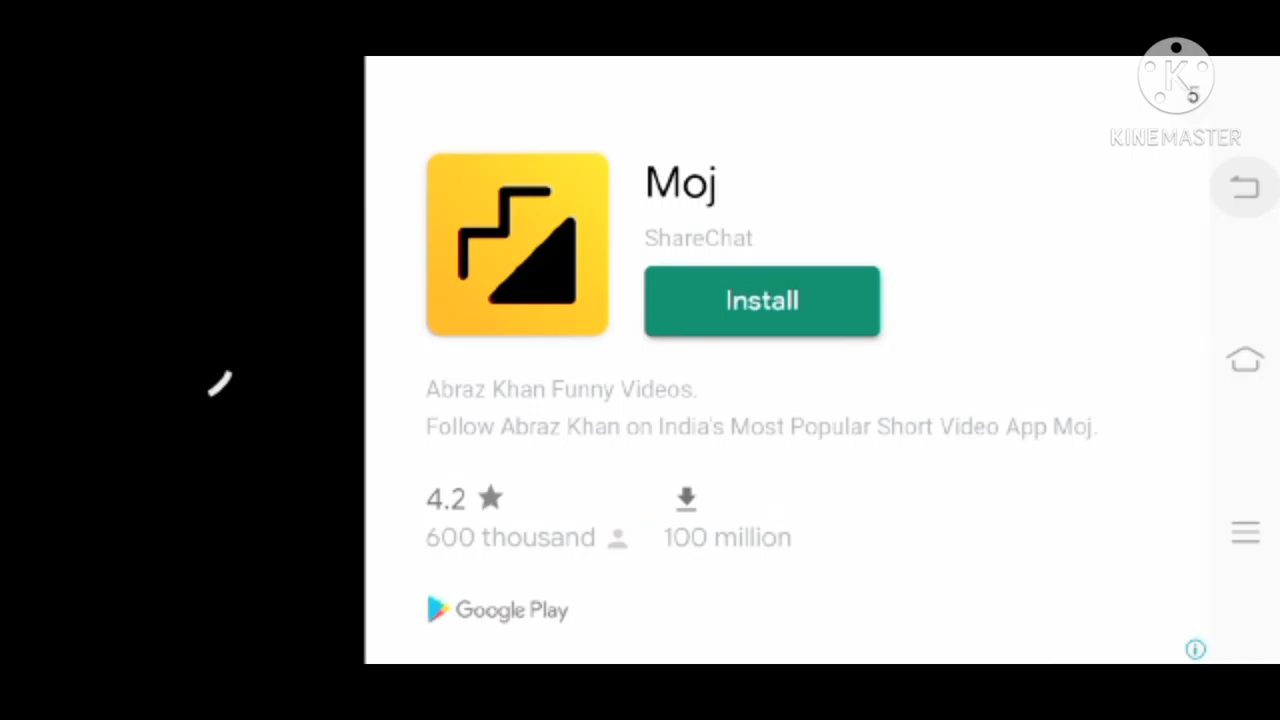 K
5
KINEMASTER
Moj
ShareChat
Install
Abraz Khan Funny Videos.
Follow Abraz Khan on India's Most Popular Short Video App Moj.
4.2
600 thousand
100 million
Google Play